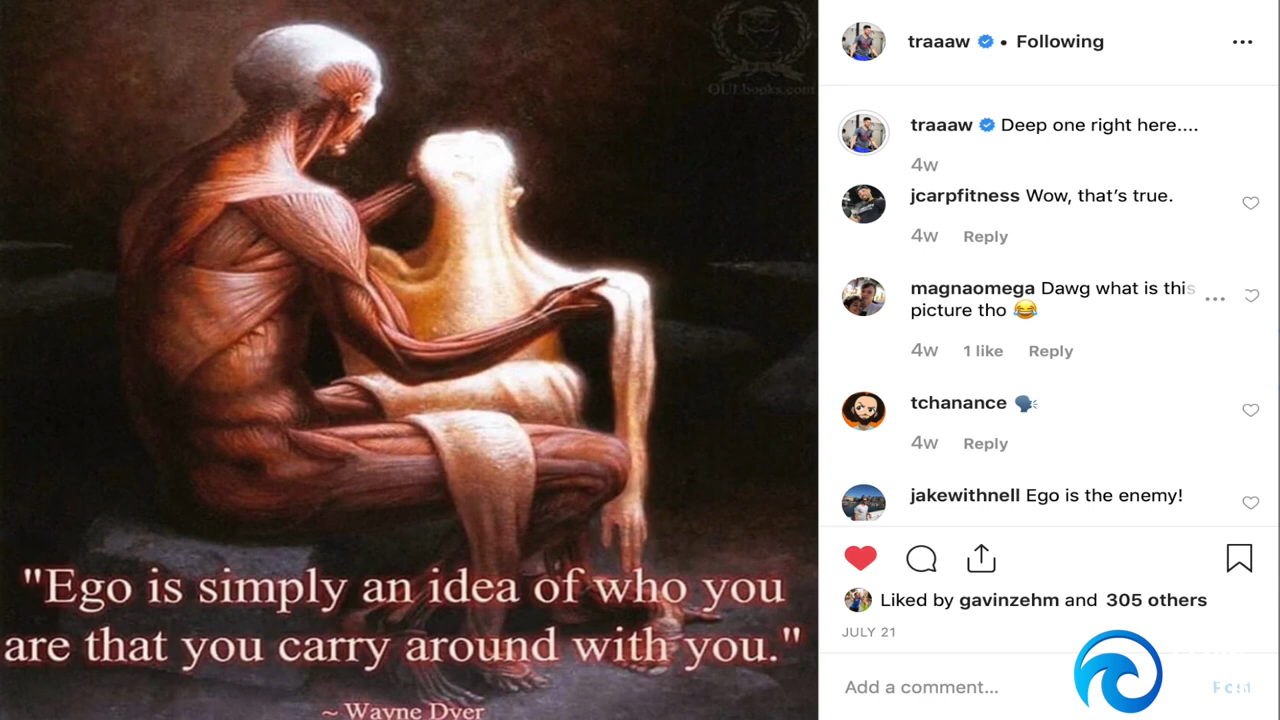 OULbooks.com
"Ego is simply an idea of who you
are that you carry around with you."
~ Wayne Dyer
traaaw • Following
traaaw Deep one right here....
4w
jcarpfitness Wow, that's true.
4w Reply
magnaomega Dawg what is this
picture tho 😂
4w 1 like Reply
tchanance 🗣
4w Reply
jakewithnell Ego is the enemy!
Liked by gavinzehm and 305 others
JULY 21
Add a comment...
Post